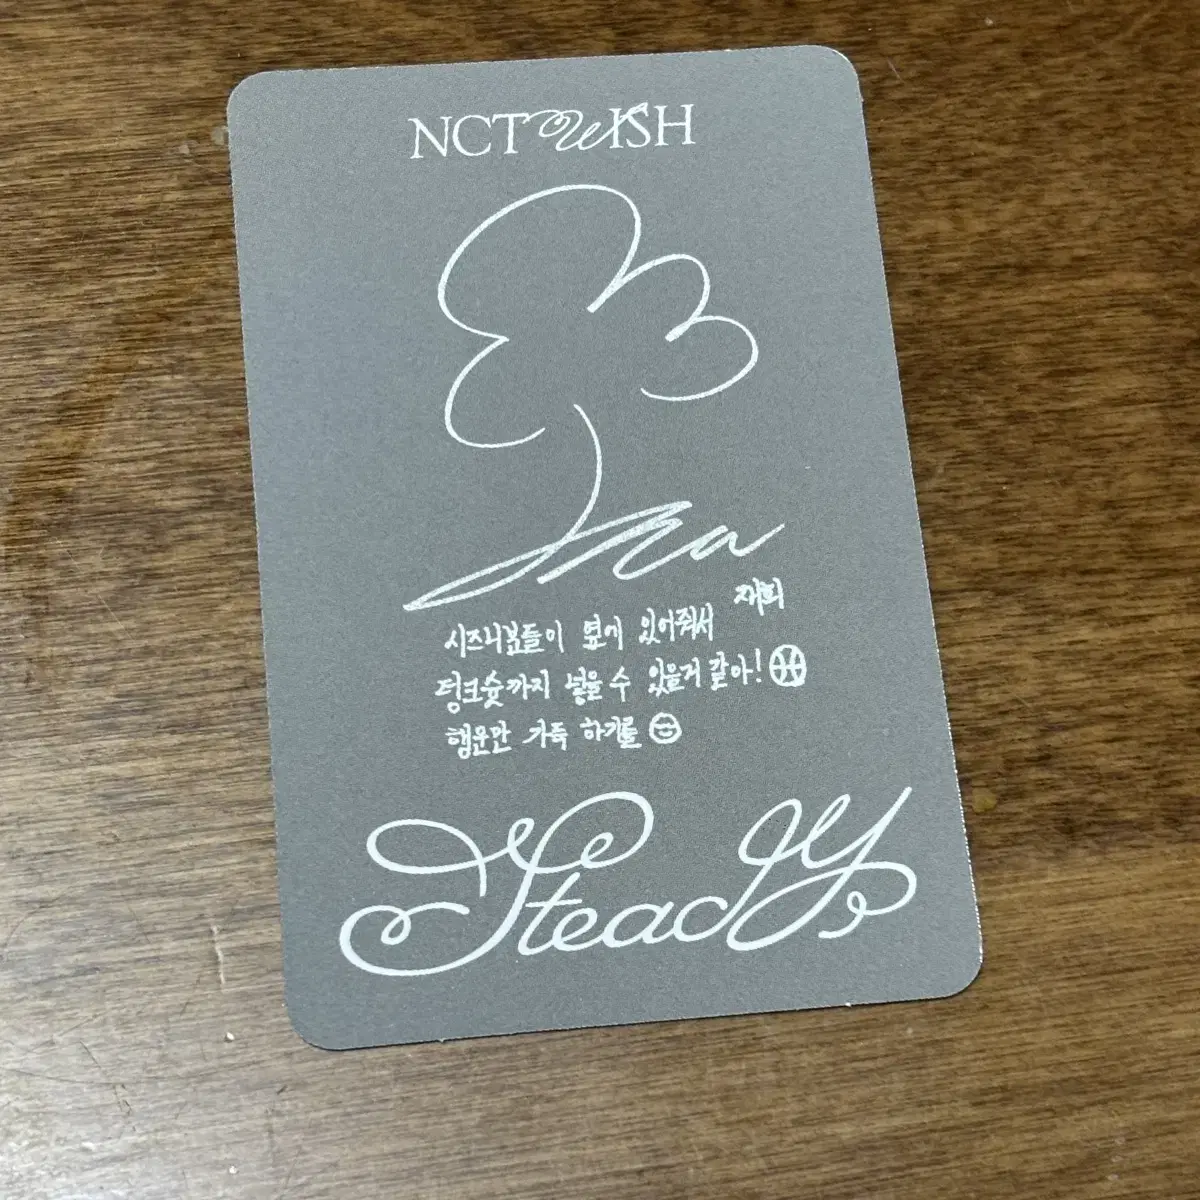 NCT WISH
재희
시즈니분들이 옆에 있어줘서
덩크슛까지 넣을 수 있을거 같아!
행운만 가득 하기를
Steady